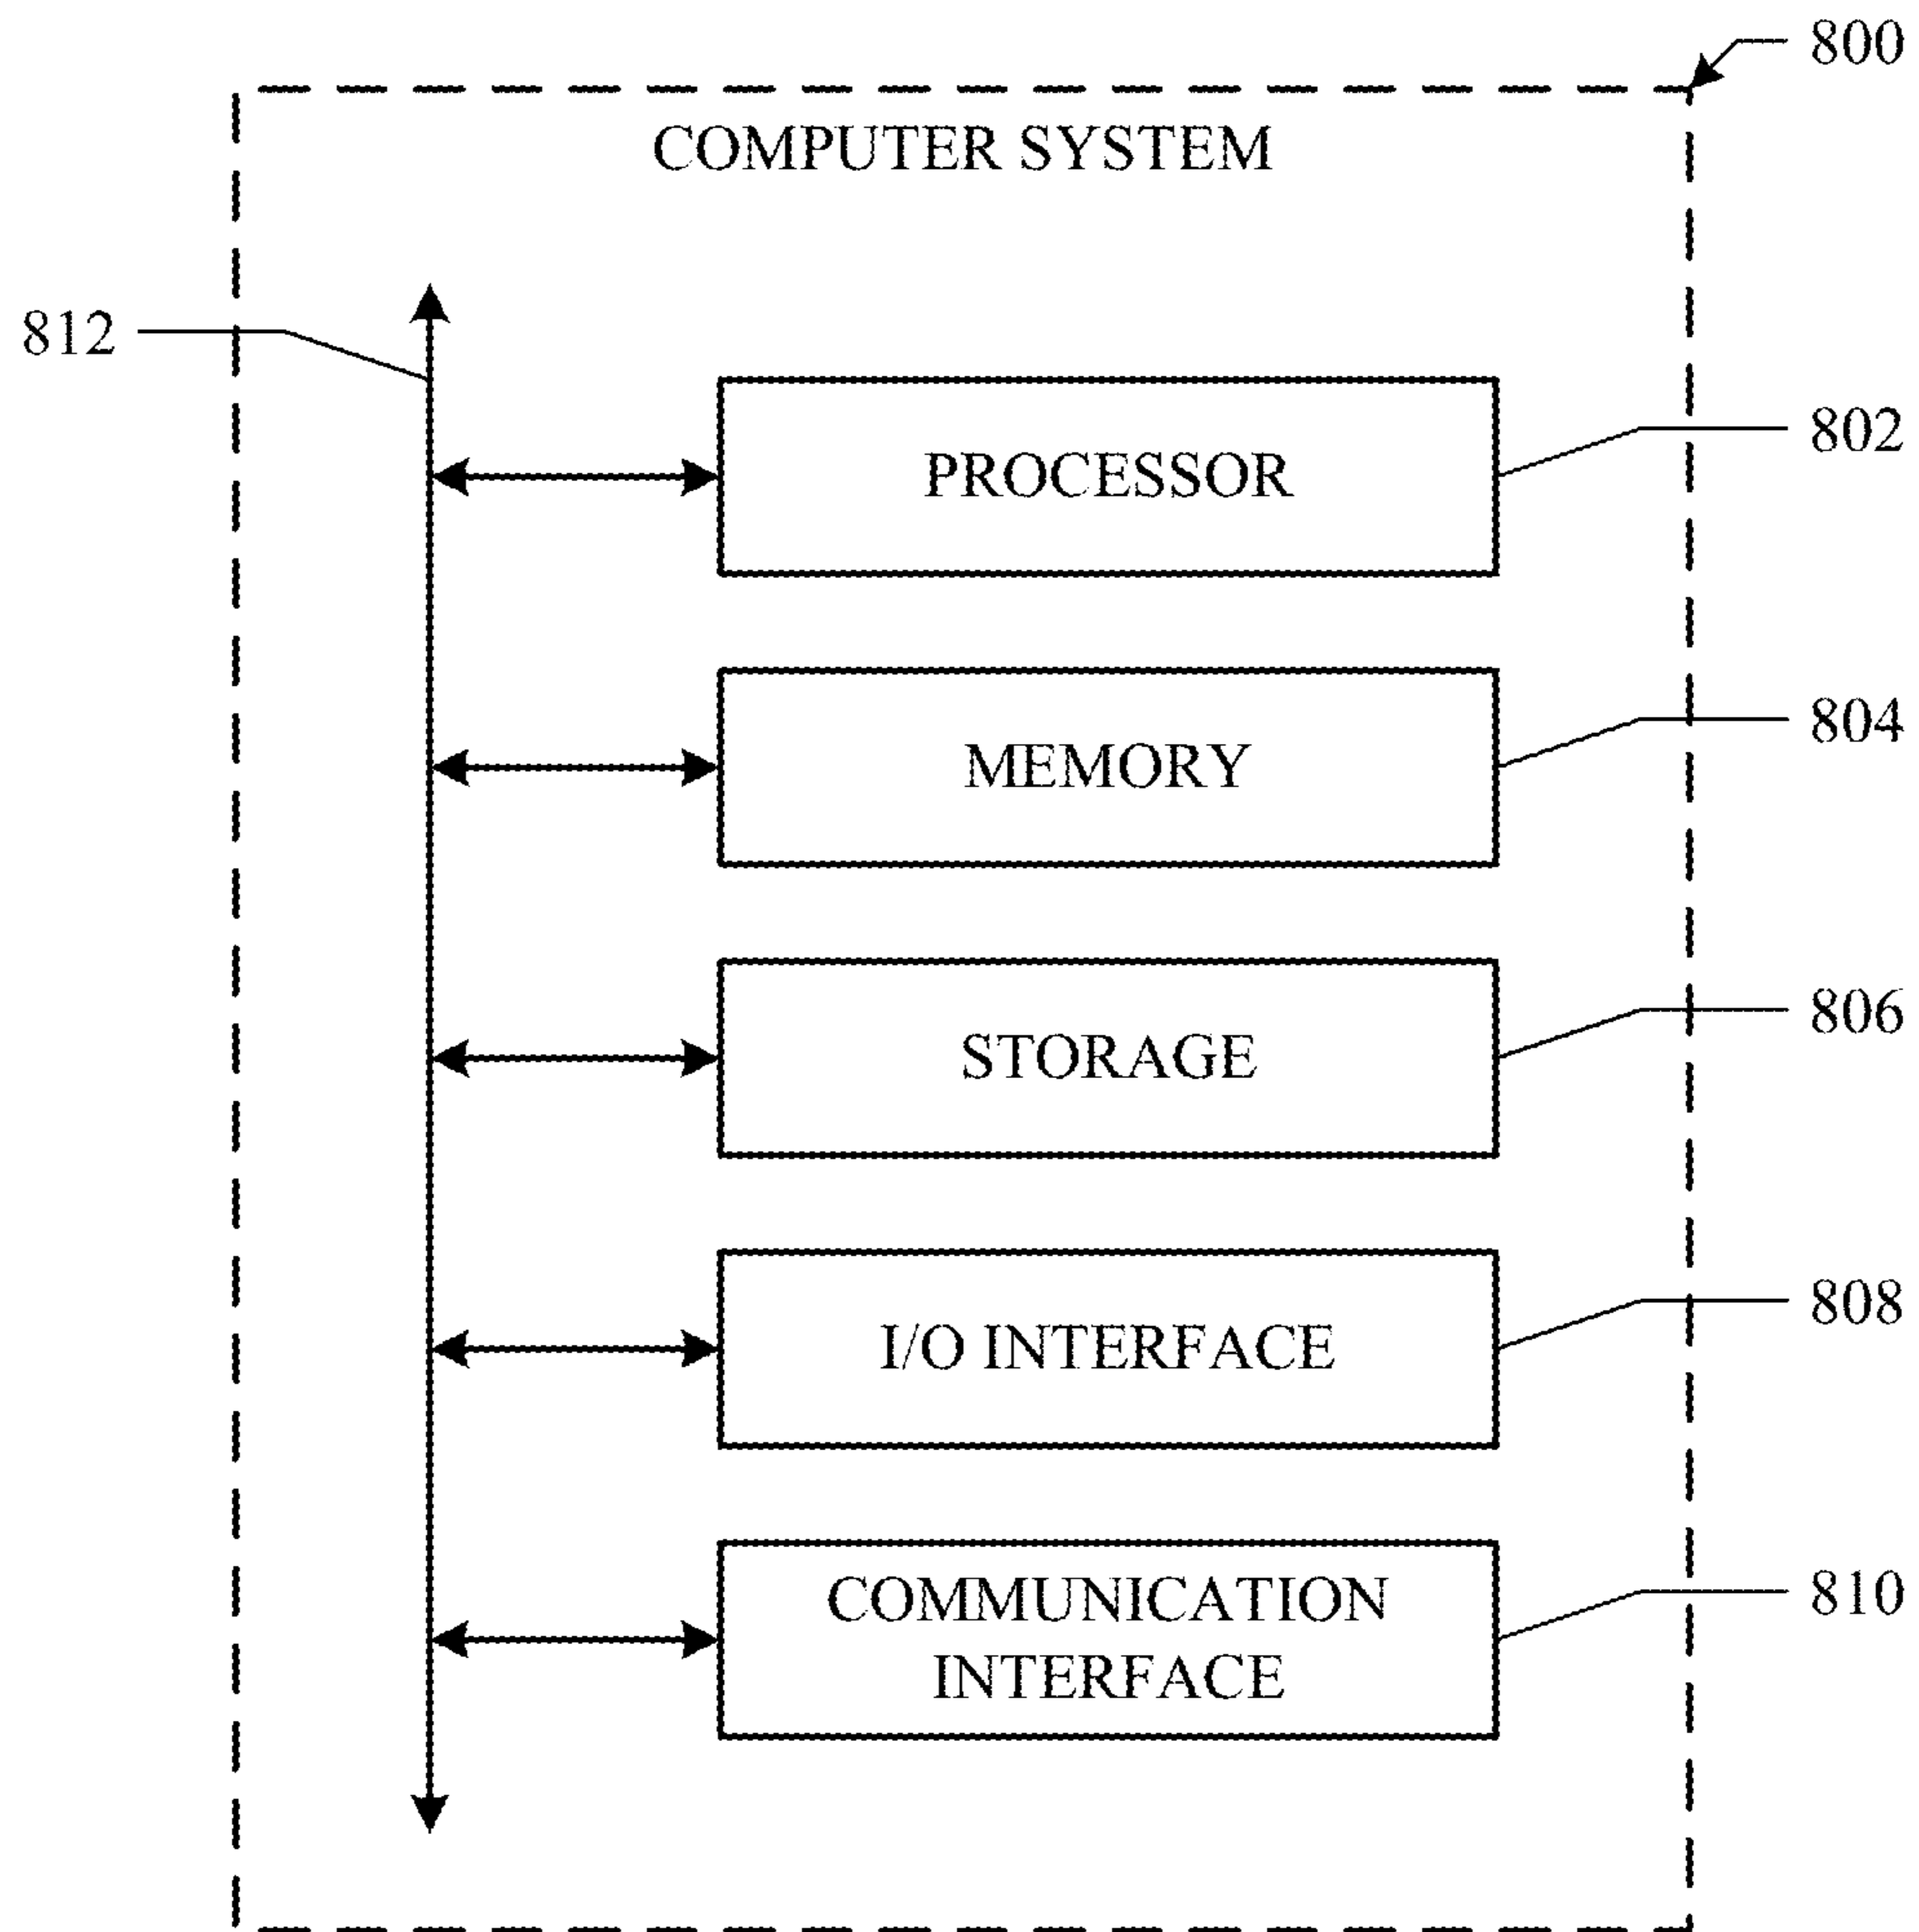 800
COMPUTER SYSTEM
812
802
PROCESSOR
804
MEMORY
806
STORAGE
808
I/O INTERFACE
810
COMMUNICATION
INTERFACE